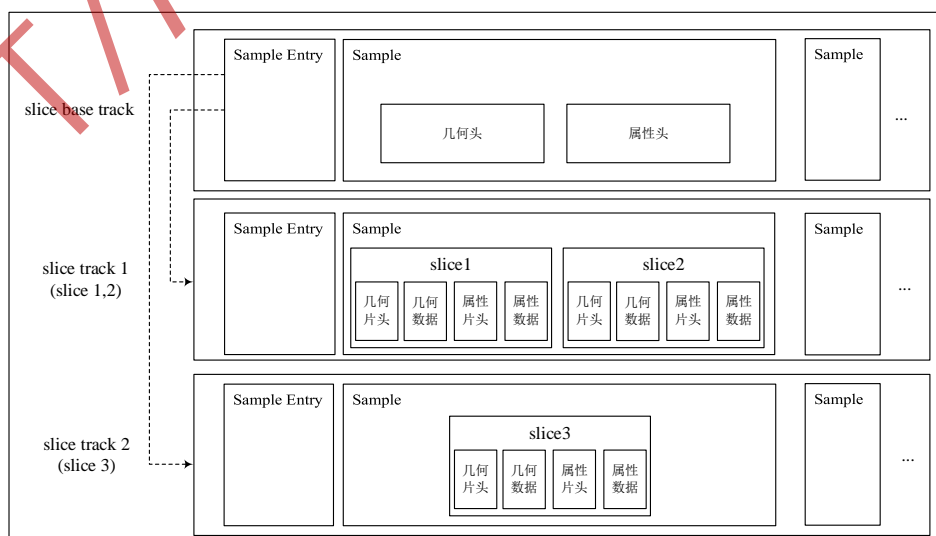 Sample Entry
Sample
Sample
slice base track
几何头
属性头
...
Sample Entry
Sample
Sample
slice track 1
(slice 1,2)
slice1
slice2
几何
片头
几何
数据
属性
片头
属性
数据
几何
片头
几何
数据
属性
片头
属性
数据
...
Sample Entry
Sample
Sample
slice track 2
(slice 3)
slice3
几何
片头
几何
数据
属性
片头
属性
数据
...